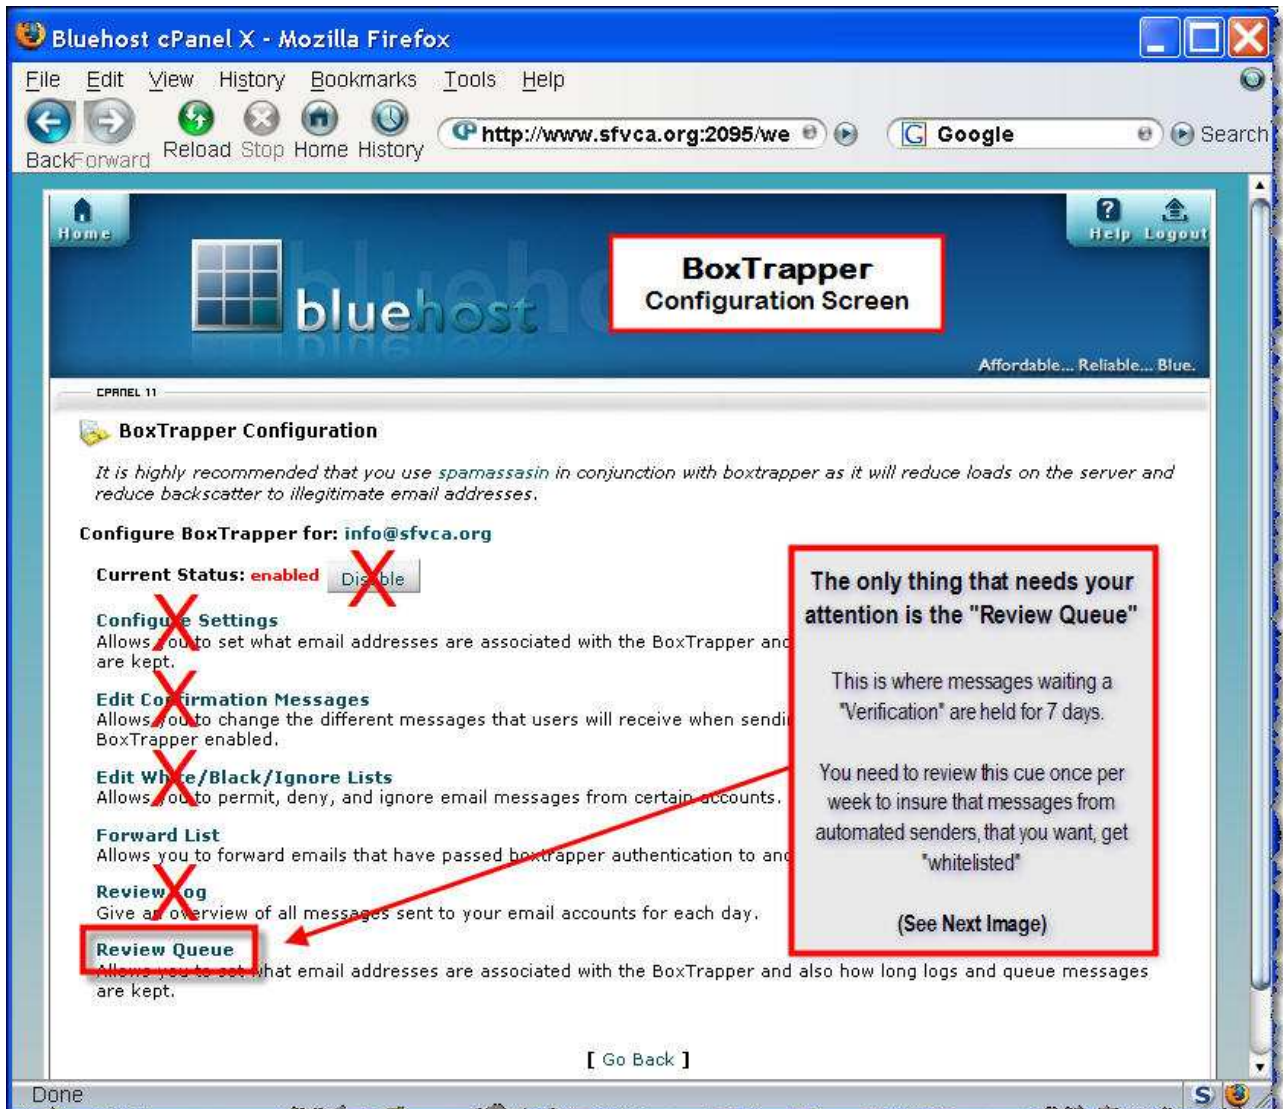 Bluehost cPanel X - Mozilla Firefox
File Edit View History Bookmarks Tools Help
Back Forward Reload Stop Home History
http://www.sfvca.org:2095/we
Google
Search
Home
Help Logout
bluehost
BoxTrapper
Configuration Screen
Affordable... Reliable... Blue.
CPANEL 11
BoxTrapper Configuration
It is highly recommended that you use spamassasin in conjunction with boxtrapper as it will reduce loads on the server and
reduce backscatter to illegitimate email addresses.
Configure BoxTrapper for: info@sfvca.org
Current Status: enabled Disable
Configure Settings
Allows you to set what email addresses are associated with the BoxTrapper and
are kept.
Edit Confirmation Messages
Allows you to change the different messages that users will receive when sendi
BoxTrapper enabled.
Edit White/Black/Ignore Lists
Allows you to permit, deny, and ignore email messages from certain accounts.
Forward List
Allows you to forward emails that have passed boxtrapper authentication to an
Review Log
Give an overview of all messages sent to your email accounts for each day.
Review Queue
Allows you to set what email addresses are associated with the BoxTrapper and also how long logs and queue messages
are kept.
The only thing that needs your
attention is the "Review Queue"
This is where messages waiting a
"Verification" are held for 7 days.
You need to review this cue once per
week to insure that messages from
automated senders, that you want, get
"whitelisted"
(See Next Image)
[ Go Back ]
Done